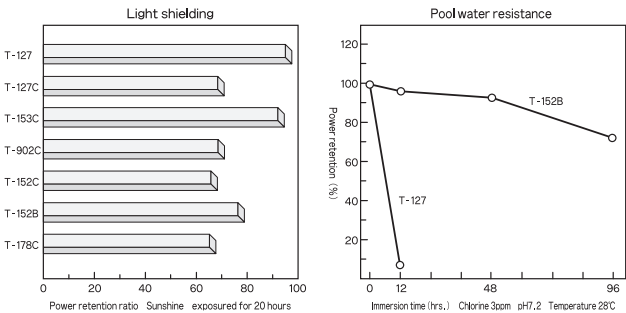 Light shielding
T-127
T-127C
T-153C
T-902C
T-152C
T-152B
T-178C
0 20 40 60 80 100
Power retention ratio Sunshine exposured for 20 hours
Pool water resistance
Power retention (%)
120
100
80
60
40
20
T-152B
T-127
0 12 48 96
Immersion time (hrs.) Chlorine 3ppm pH7.2 Temperature 28℃